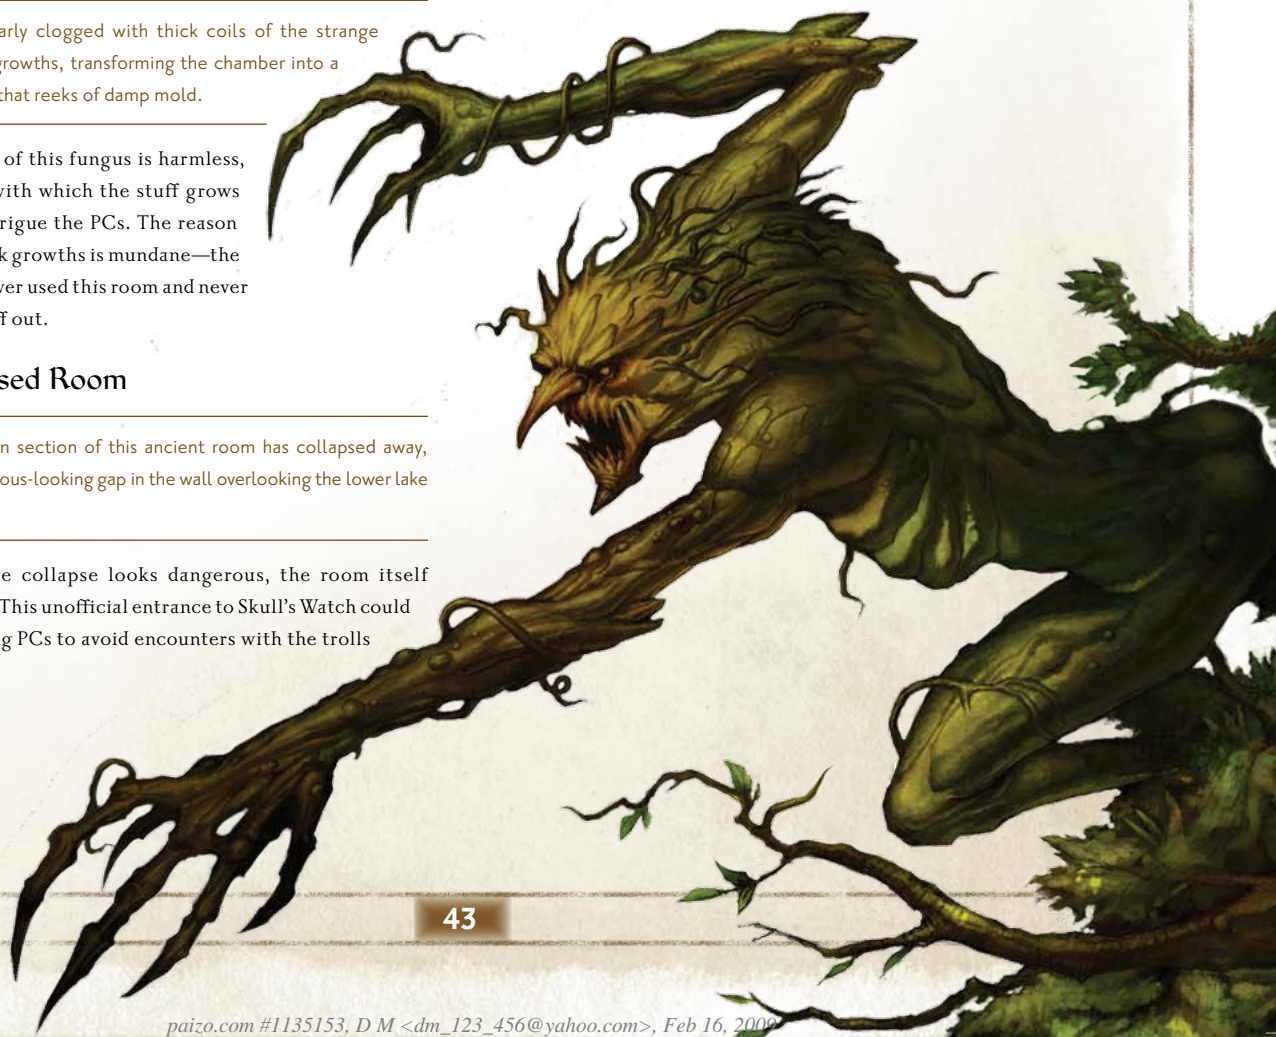 arly clogged with thick coils of the strange
growths, transforming the chamber into a
that reeks of damp mold.
of this fungus is harmless,
with which the stuff grows
rigue the PCs. The reason
k growths is mundane—the
ver used this room and never
ff out.
sed Room
n section of this ancient room has collapsed away,
ous-looking gap in the wall overlooking the lower lake
e collapse looks dangerous, the room itself
This unofficial entrance to Skull's Watch could
g PCs to avoid encounters with the trolls
43
paizo.com #1135153, D M <dm_123_456@yahoo.com>, Feb 16, 2009